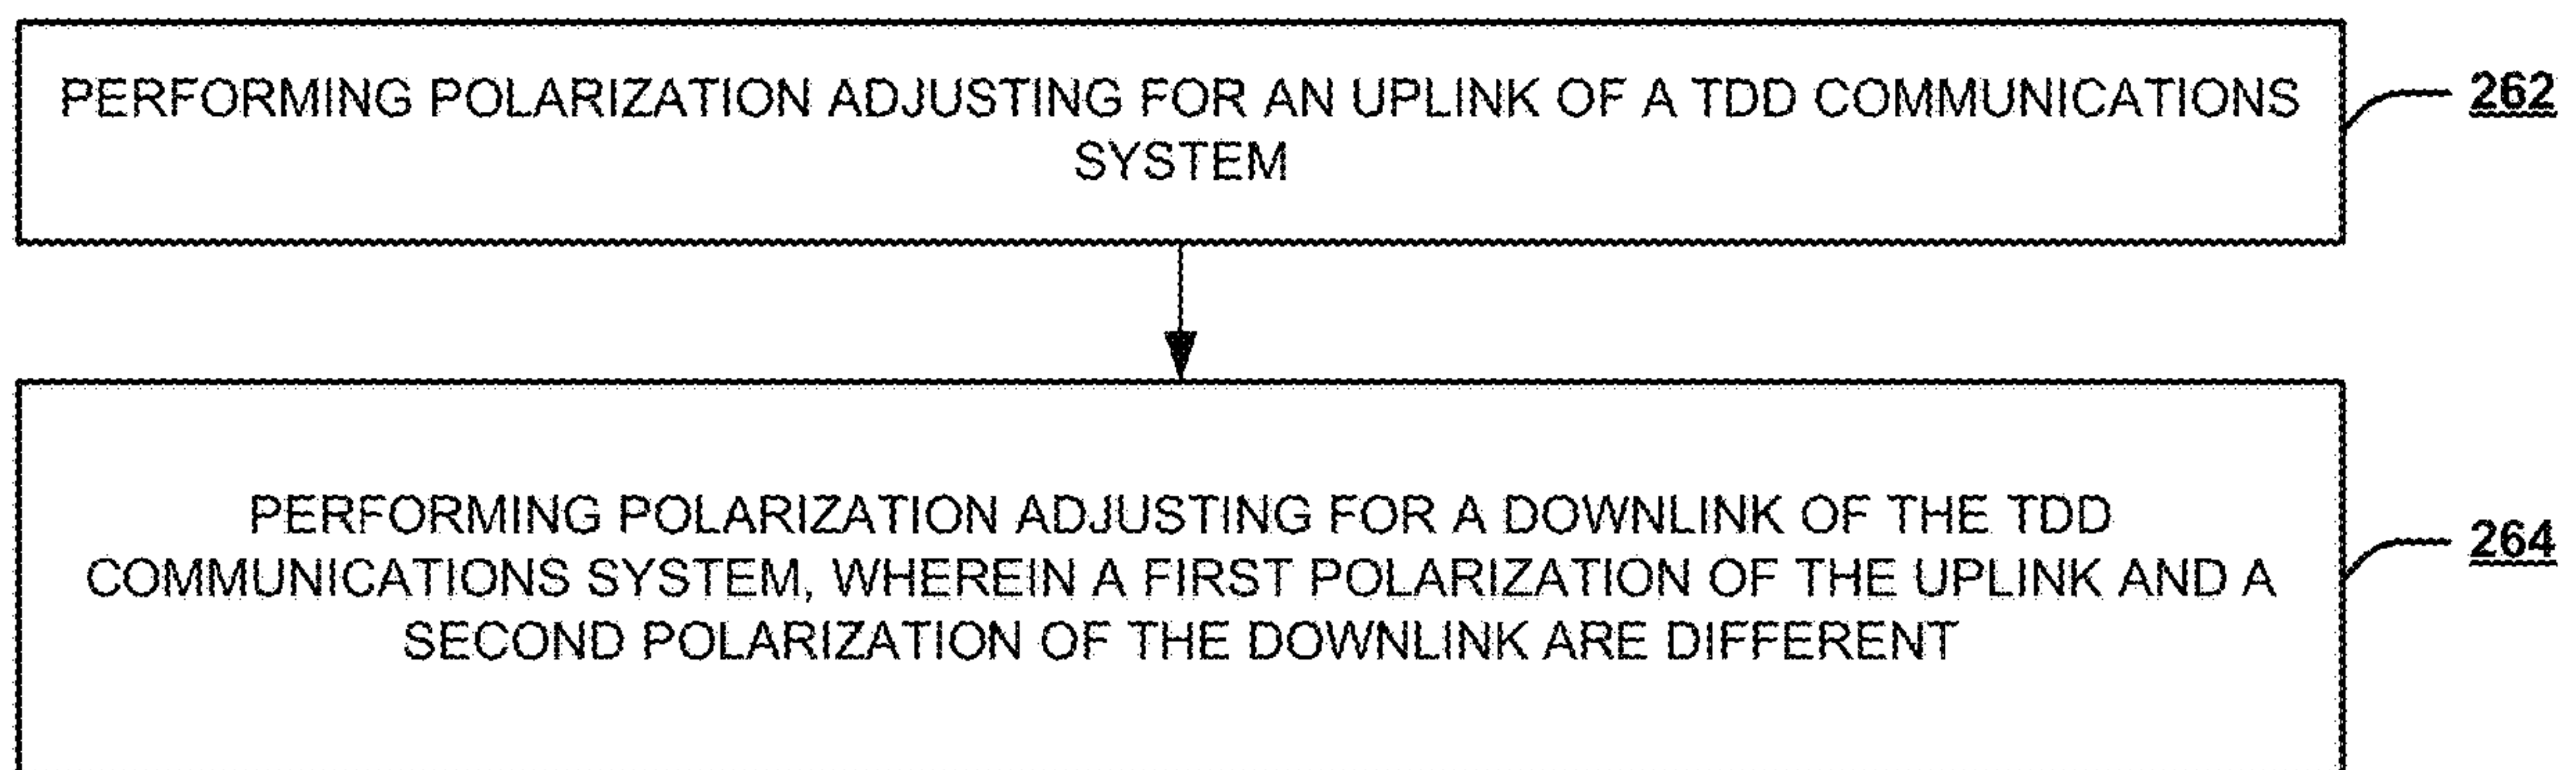 PERFORMING POLARIZATION ADJUSTING FOR AN UPLINK OF A TDD COMMUNICATIONS
SYSTEM
262
PERFORMING POLARIZATION ADJUSTING FOR A DOWNLINK OF THE TDD
COMMUNICATIONS SYSTEM, WHEREIN A FIRST POLARIZATION OF THE UPLINK AND A
SECOND POLARIZATION OF THE DOWNLINK ARE DIFFERENT
264